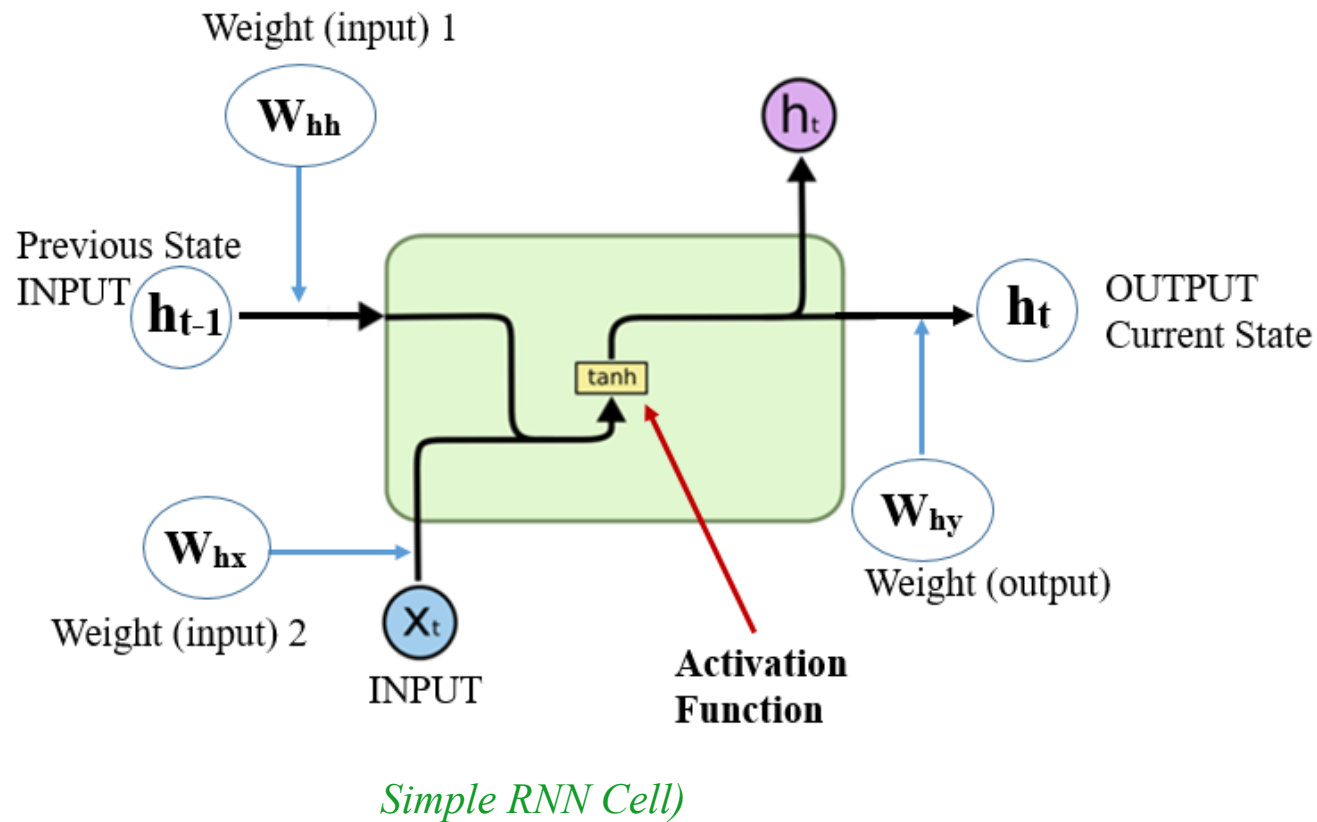 Weight (input) 1
Whh
ht
Previous State
INPUT
ht-1
ht
OUTPUT
Current State
tanh
Whx
Why
Weight (output)
Weight (input) 2
xt
INPUT
Activation
Function
Simple RNN Cell)